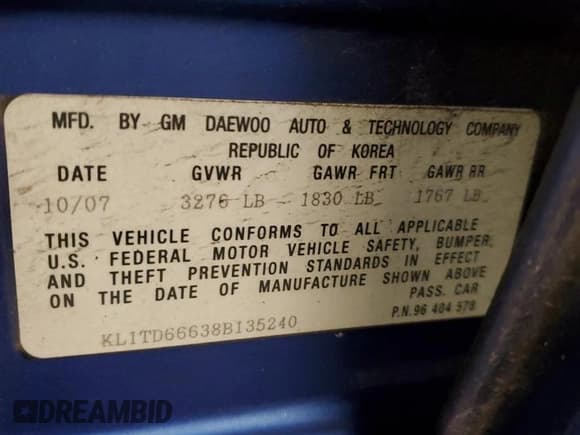 MFD. BY GM DAEWOO AUTO & TECHNOLOGY COMPANY
REPUBLIC OF KOREA
DATE GVWR GAWR FRT GAWR RR
10/07 3276 LB 1830 LB 1767 LB
THIS VEHICLE CONFORMS TO ALL APPLICABLE
U.S. FEDERAL MOTOR VEHICLE SAFETY, BUMPER,
AND THEFT PREVENTION STANDARDS IN EFFECT
ON THE DATE OF MANUFACTURE SHOWN ABOVE
PASS. CAR
KL1TD66638B135240
P.N.96 404 578
DREAMBID